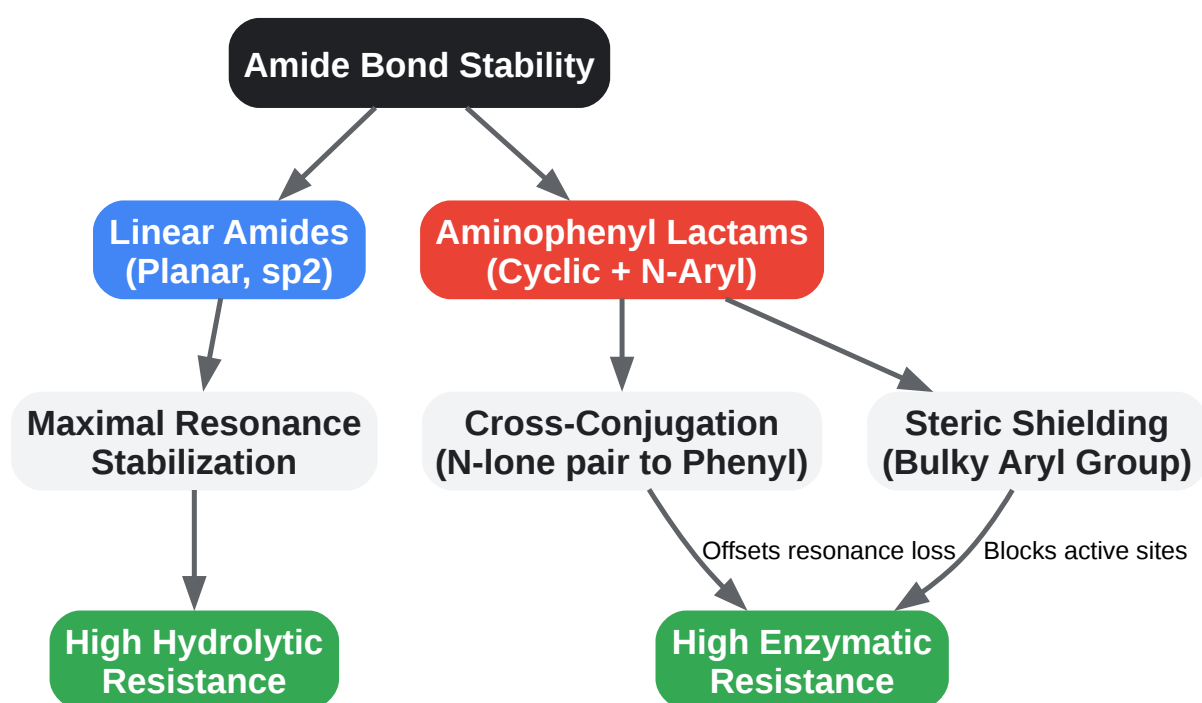 Amide Bond Stability
Linear Amides
(Planar, sp2)
Aminophenyl Lactams
(Cyclic + N-Aryl)
Maximal Resonance
Stabilization
Cross-Conjugation
(N-lone pair to Phenyl)
Steric Shielding
(Bulky Aryl Group)
Offsets resonance loss
Blocks active sites
High Hydrolytic
Resistance
High Enzymatic
Resistance